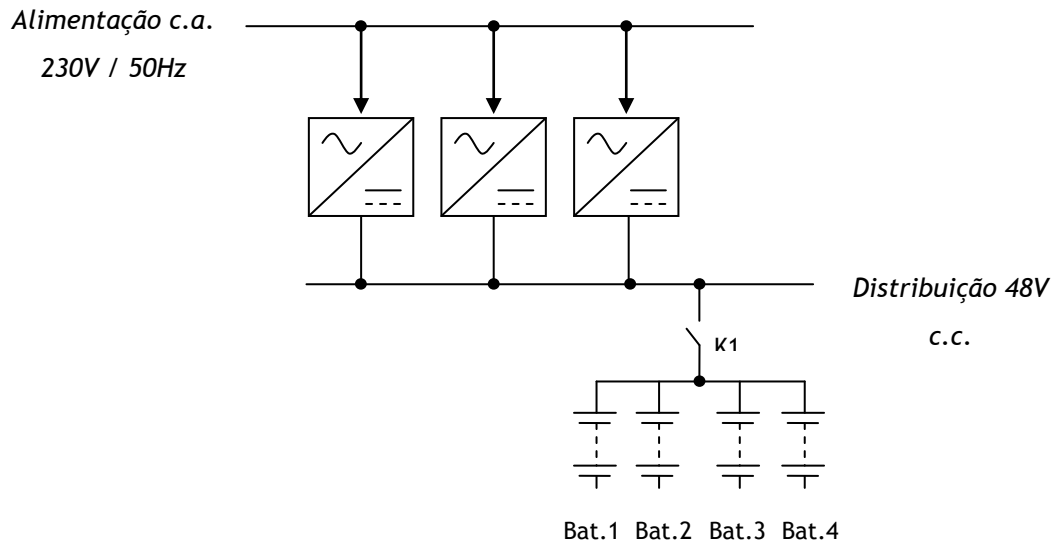 Alimentação c.a.
230V / 50Hz
Distribuição 48V
c.c.
K1
Bat.1 Bat.2 Bat.3 Bat.4